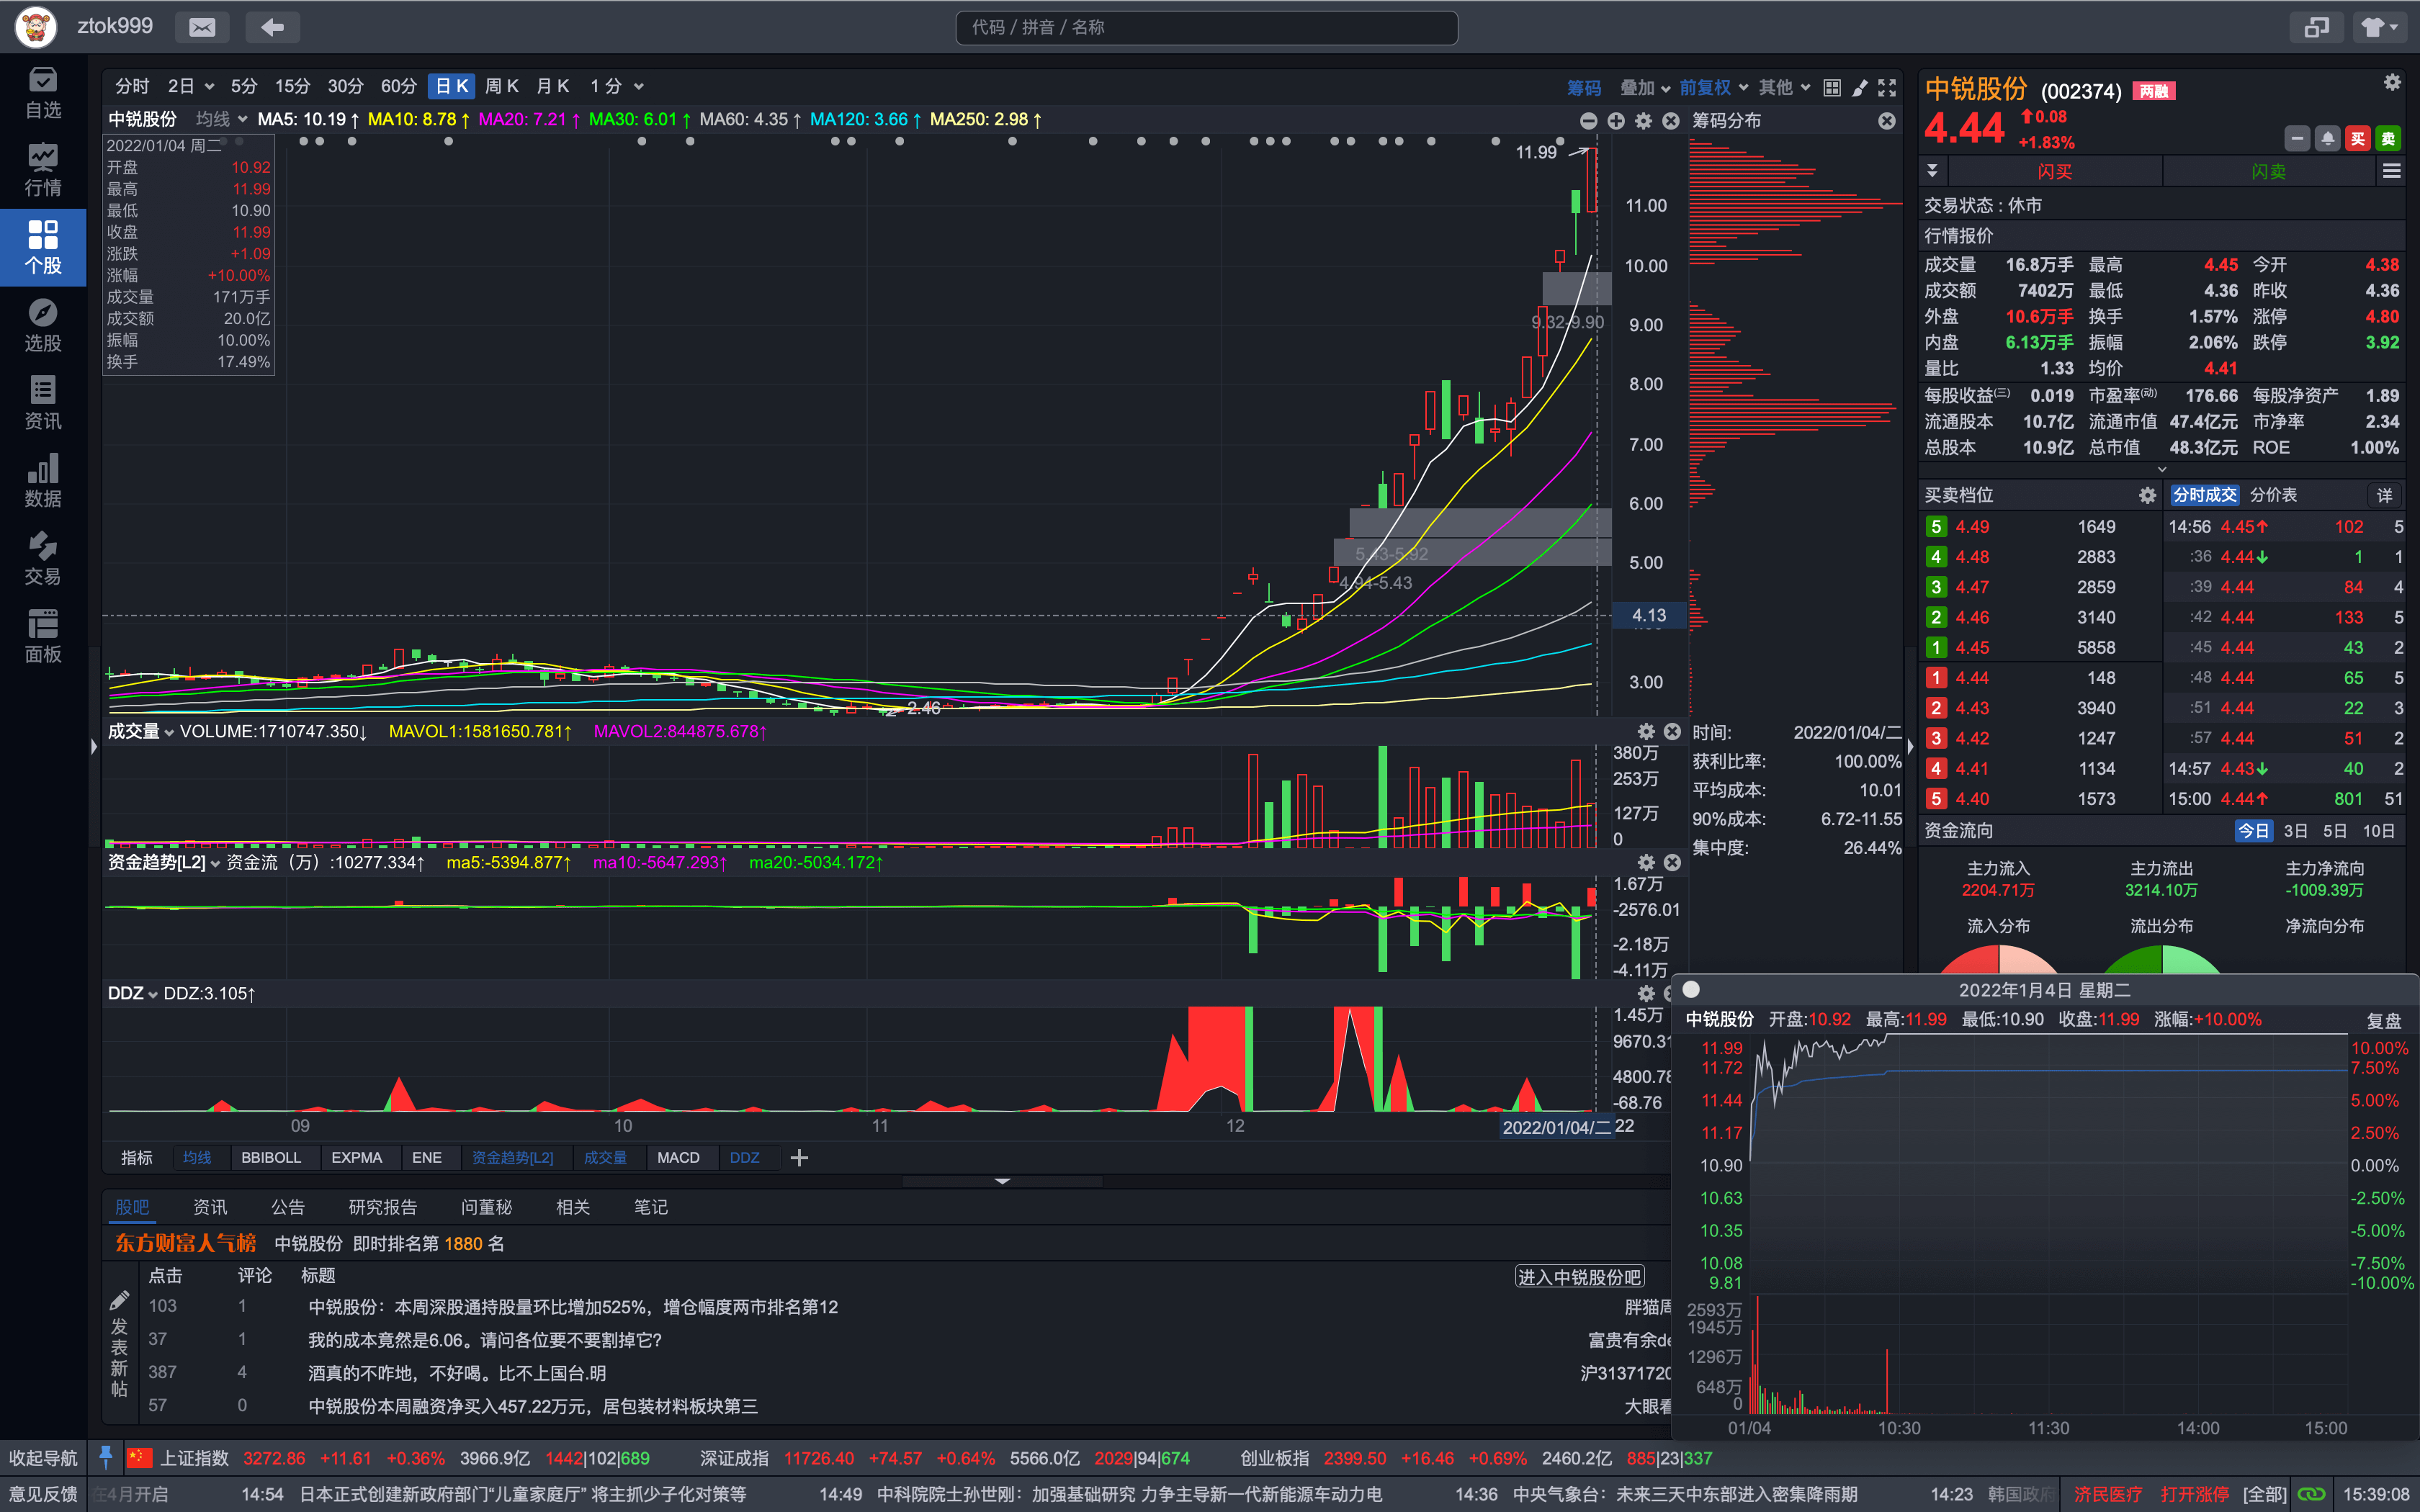 ztok999
代码 / 拼音 / 名称
自选
行情
个股
选股
资讯
数据
交易
面板
分时 2日 5分 15分 30分 60分 日K 周K 月K 1分 筹码 叠加 前复权 其他
中锐股份 均线 MA5: 10.19↑ MA10: 8.78↑ MA20: 7.21↑ MA30: 6.01↑ MA60: 4.35↑ MA120: 3.66↑ MA250: 2.98↑
2022/01/04 周二
开盘 10.92
最高 11.99
最低 10.90
收盘 11.99
涨跌 +1.09
涨幅 +10.00%
成交量 171万手
成交额 20.0亿
振幅 10.00%
换手 17.49%
11.99
9.32-9.90
5.43-5.92
4.94-5.43
2.46
11.00
10.00
9.00
8.00
7.00
6.00
5.00
4.13
3.00
筹码分布
时间: 2022/01/04/二
获利比率: 100.00%
平均成本: 10.01
90%成本: 6.72-11.55
集中度: 26.44%
成交量 VOLUME:1710747.350↓ MAVOL1:1581650.781↑ MAVOL2:844875.678↑
380万
253万
127万
0
资金趋势[L2] 资金流（万）:10277.334↑ ma5:-5394.877↑ ma10:-5647.293↑ ma20:-5034.172↑
1.67万
-2576.01
-2.18万
-4.11万
DDZ DDZ:3.105↑
1.45万
9670.31
4800.78
-68.76
09 10 11 12 2022/01/04/二 22
指标 均线 BBIBOLL EXPMA ENE 资金趋势[L2] 成交量 MACD DDZ
股吧 资讯 公告 研究报告 问董秘 相关 笔记
东方财富人气榜 中锐股份 即时排名第 1880 名
点击 评论 标题 进入中锐股份吧
103 1 中锐股份：本周深股通持股量环比增加525%，增仓幅度两市排名第12 胖猫周
37 1 我的成本竟然是6.06。请问各位要不要割掉它? 富贵有余de
387 4 酒真的不咋地，不好喝。比不上国台.明 沪31371720
57 0 中锐股份本周融资净买入457.22万元，居包装材料板块第三 大眼看
发表新帖
中锐股份 (002374) 两融
4.44 0.08
+1.83%
买 卖
闪买 闪卖
交易状态 : 休市
行情报价
成交量 16.8万手 最高 4.45 今开 4.38
成交额 7402万 最低 4.36 昨收 4.36
外盘 10.6万手 换手 1.57% 涨停 4.80
内盘 6.13万手 振幅 2.06% 跌停 3.92
量比 1.33 均价 4.41
每股收益(三) 0.019 市盈率(动) 176.66 每股净资产 1.89
流通股本 10.7亿 流通市值 47.4亿元 市净率 2.34
总股本 10.9亿 总市值 48.3亿元 ROE 1.00%
买卖档位 分时成交 分价表 详
5 4.49 1649 14:56 4.45↑ 102 5
4 4.48 2883 :36 4.44↓ 1 1
3 4.47 2859 :39 4.44 84 4
2 4.46 3140 :42 4.44 133 5
1 4.45 5858 :45 4.44 43 2
1 4.44 148 :48 4.44 65 5
2 4.43 3940 :51 4.44 22 3
3 4.42 1247 :57 4.44 51 2
4 4.41 1134 14:57 4.43↓ 40 2
5 4.40 1573 15:00 4.44↑ 801 51
资金流向 今日 3日 5日 10日
主力流入 主力流出 主力净流向
2204.71万 3214.10万 -1009.39万
流入分布 流出分布 净流向分布
2022年1月4日 星期二
中锐股份 开盘:10.92 最高:11.99 最低:10.90 收盘:11.99 涨幅:+10.00% 复盘
11.99 10.00%
11.72 7.50%
11.44 5.00%
11.17 2.50%
10.90 0.00%
10.63 -2.50%
10.35 -5.00%
10.08 -7.50%
9.81 -10.00%
2593万
1945万
1296万
648万
0
01/04 10:30 11:30 14:00 15:00
收起导航 上证指数 3272.86 +11.61 +0.36% 3966.9亿 1442|102|689 深证成指 11726.40 +74.57 +0.64% 5566.0亿 2029|94|674 创业板指 2399.50 +16.46 +0.69% 2460.2亿 885|23|337
意见反馈 在4月开启 14:54 日本正式创建新政府部门“儿童家庭厅” 将主抓少子化对策等 14:49 中科院院士孙世刚：加强基础研究 力争主导新一代新能源车动力电 14:36 中央气象台：未来三天中东部进入密集降雨期 14:23 韩国政府 济民医疗 打开涨停 [全部] 15:39:08